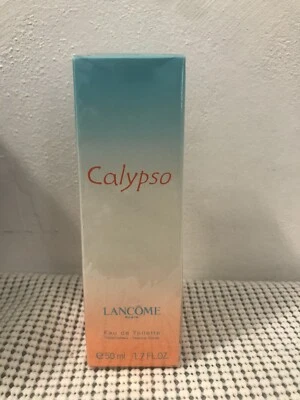 Calypso
LANCÔME
PARIS
Eau de Toilette
℮50 ml 1.7 FL.OZ.